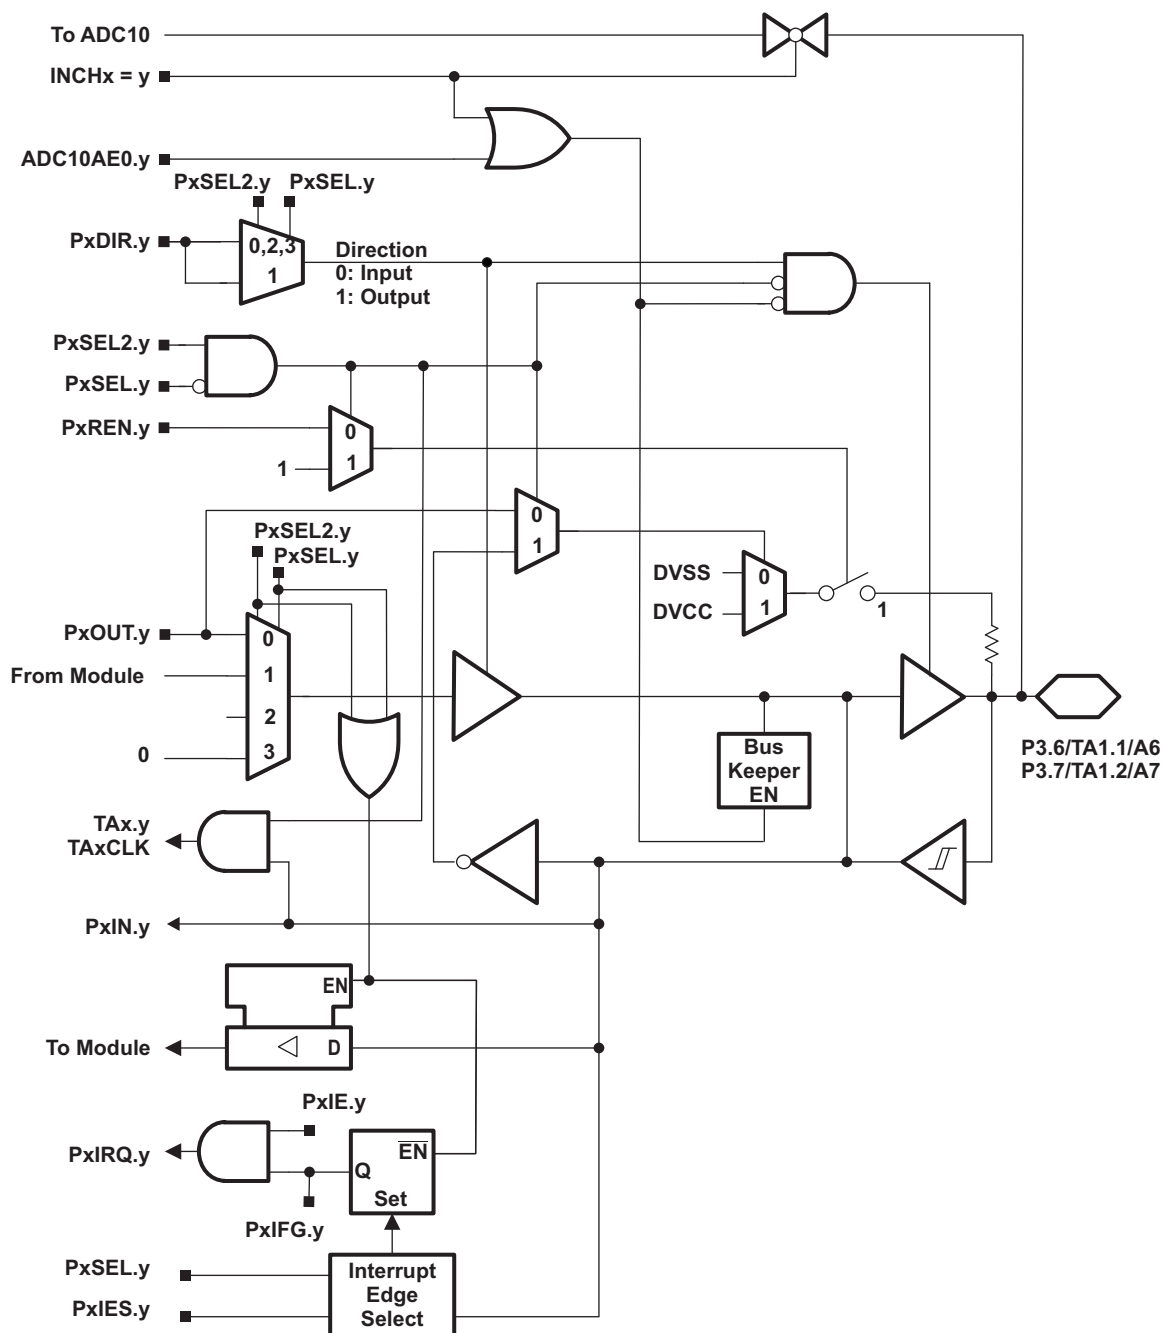 To ADC10
INCHx = y
ADC10AE0.y
PxSEL2.y PxSEL.y
PxDIR.y
0,2,3
1
Direction
0: Input
1: Output
PxSEL2.y
PxSEL.y
PxREN.y
0
1
1
0
1
PxSEL2.y
PxSEL.y
DVSS
DVCC
0
1
1
PxOUT.y
From Module
0
0
1
2
3
Bus
Keeper
EN
P3.6/TA1.1/A6
P3.7/TA1.2/A7
TAx.y
TAxCLK
PxIN.y
EN
To Module
D
PxIE.y
PxIRQ.y
EN
Q
Set
PxIFG.y
PxSEL.y
PxIES.y
Interrupt
Edge
Select